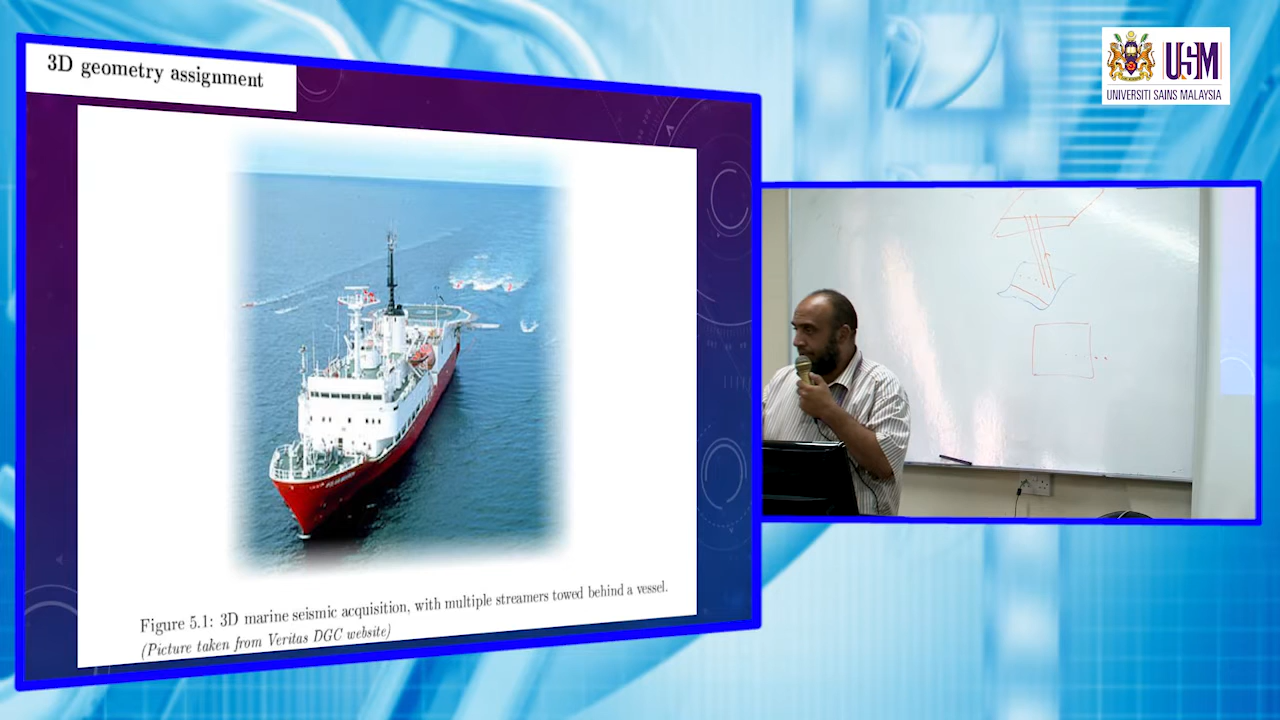 3D geometry assignment
USM
UNIVERSITI SAINS MALAYSIA
Figure 5.1: 3D marine seismic acquisition, with multiple streamers towed behind a vessel.
(Picture taken from Veritas DGC website)